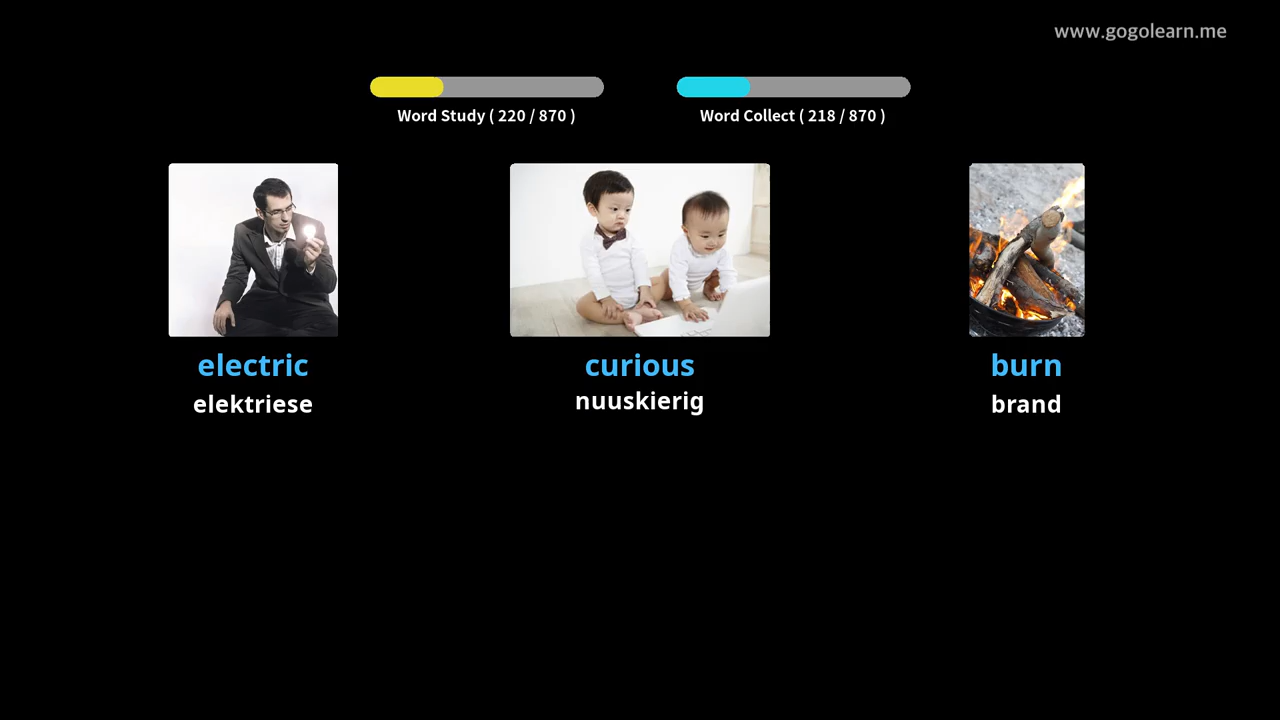 www.gogolearn.me
Word Study ( 220 / 870 )
Word Collect ( 218 / 870 )
electric
elektriese
curious
nuuskierig
burn
brand